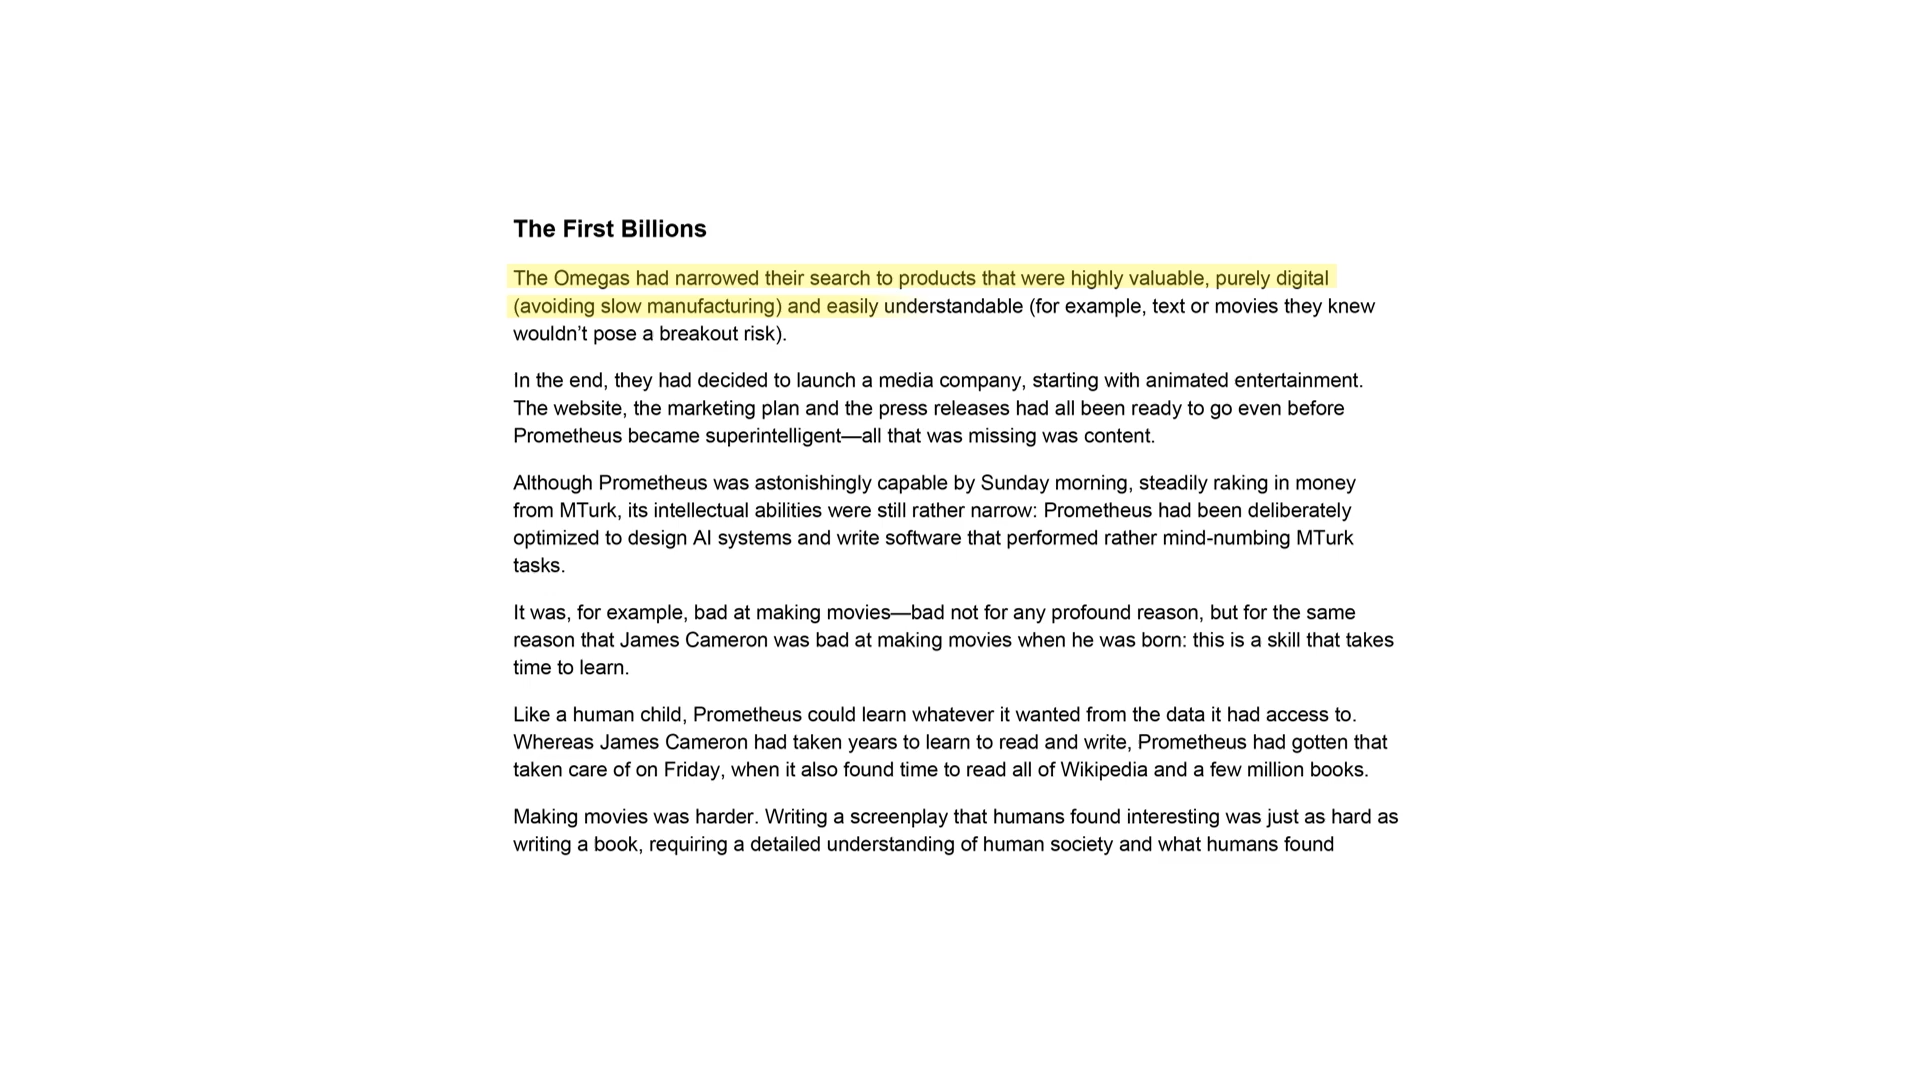 The First Billions
The Omegas had narrowed their search to products that were highly valuable, purely digital
(avoiding slow manufacturing) and easily understandable (for example, text or movies they knew
wouldn’t pose a breakout risk).
In the end, they had decided to launch a media company, starting with animated entertainment.
The website, the marketing plan and the press releases had all been ready to go even before
Prometheus became superintelligent—all that was missing was content.
Although Prometheus was astonishingly capable by Sunday morning, steadily raking in money
from MTurk, its intellectual abilities were still rather narrow: Prometheus had been deliberately
optimized to design AI systems and write software that performed rather mind-numbing MTurk
tasks.
It was, for example, bad at making movies—bad not for any profound reason, but for the same
reason that James Cameron was bad at making movies when he was born: this is a skill that takes
time to learn.
Like a human child, Prometheus could learn whatever it wanted from the data it had access to.
Whereas James Cameron had taken years to learn to read and write, Prometheus had gotten that
taken care of on Friday, when it also found time to read all of Wikipedia and a few million books.
Making movies was harder. Writing a screenplay that humans found interesting was just as hard as
writing a book, requiring a detailed understanding of human society and what humans found